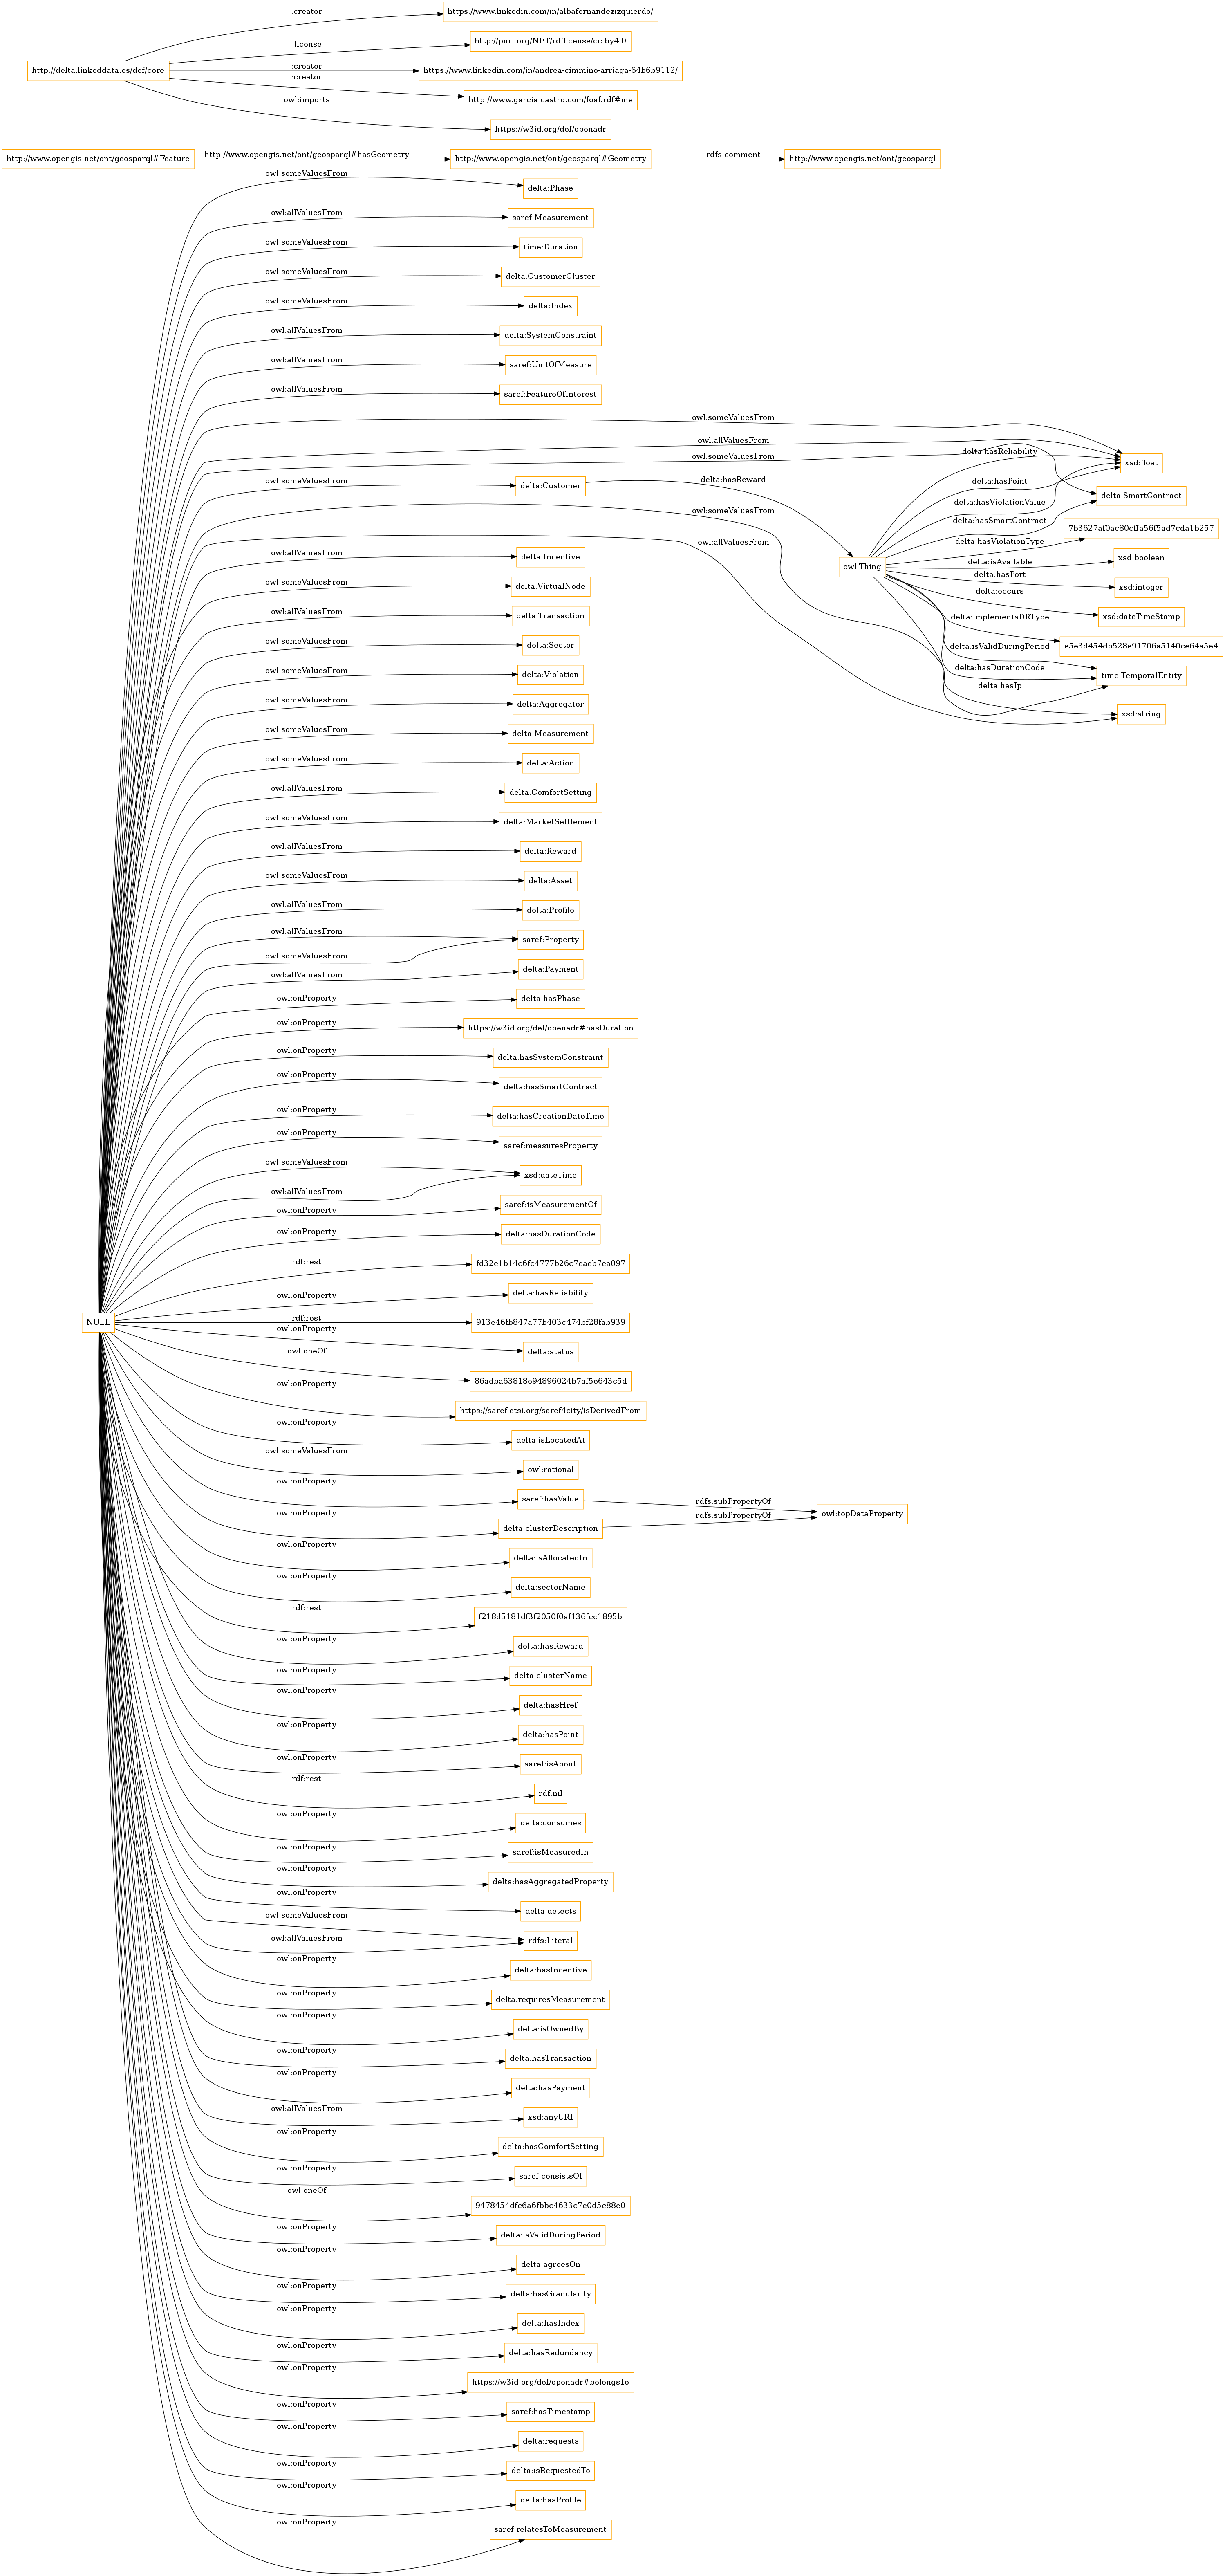 :creator
https://www.linkedin.com/in/albafernandezizquierdo/
:license
http://purl.org/NET/rdflicense/cc-by4.0
http://delta.linkeddata.es/def/core
:creator
https://www.linkedin.com/in/andrea-cimmino-arriaga-64b6b9112/
:creator
http://www.garcia-castro.com/foaf.rdf#me
owl:imports
https://w3id.org/def/openadr
http://www.opengis.net/ont/geosparql#Feature
http://www.opengis.net/ont/geosparql#hasGeometry
http://www.opengis.net/ont/geosparql#Geometry
rdfs:comment
http://www.opengis.net/ont/geosparql
owl:someValuesFrom
delta:Phase
owl:allValuesFrom
saref:Measurement
owl:someValuesFrom
time:Duration
owl:someValuesFrom
delta:CustomerCluster
owl:someValuesFrom
delta:Index
owl:allValuesFrom
delta:SystemConstraint
owl:allValuesFrom
saref:UnitOfMeasure
owl:allValuesFrom
saref:FeatureOfInterest
owl:someValuesFrom
owl:allValuesFrom
owl:someValuesFrom
delta:hasReliability
xsd:float
owl:someValuesFrom
delta:Customer
delta:hasReward
delta:hasPoint
delta:SmartContract
delta:hasViolationValue
owl:someValuesFrom
delta:hasSmartContract
7b3627af0ac80cffa56f5ad7cda1b257
owl:allValuesFrom
delta:hasViolationType
owl:allValuesFrom
delta:Incentive
owl:Thing
delta:isAvailable
xsd:boolean
delta:hasPort
xsd:integer
owl:someValuesFrom
delta:VirtualNode
delta:occurs
xsd:dateTimeStamp
owl:allValuesFrom
delta:Transaction
delta:implementsDRType
e5e3d454db528e91706a5140ce64a5e4
owl:someValuesFrom
delta:Sector
delta:isValidDuringPeriod
owl:someValuesFrom
delta:Violation
delta:hasDurationCode
time:TemporalEntity
delta:hasIp
owl:someValuesFrom
delta:Aggregator
xsd:string
owl:someValuesFrom
delta:Measurement
owl:someValuesFrom
delta:Action
owl:allValuesFrom
delta:ComfortSetting
owl:someValuesFrom
delta:MarketSettlement
owl:allValuesFrom
delta:Reward
owl:someValuesFrom
delta:Asset
owl:allValuesFrom
delta:Profile
owl:allValuesFrom
saref:Property
owl:someValuesFrom
owl:allValuesFrom
delta:Payment
owl:onProperty
delta:hasPhase
owl:onProperty
https://w3id.org/def/openadr#hasDuration
owl:onProperty
delta:hasSystemConstraint
owl:onProperty
delta:hasSmartContract
owl:onProperty
delta:hasCreationDateTime
owl:onProperty
saref:measuresProperty
owl:someValuesFrom
xsd:dateTime
owl:allValuesFrom
owl:onProperty
saref:isMeasurementOf
owl:onProperty
delta:hasDurationCode
rdf:rest
fd32e1b14c6fc4777b26c7eaeb7ea097
owl:onProperty
delta:hasReliability
NULL
rdf:rest
913e46fb847a77b403c474bf28fab939
owl:onProperty
delta:status
owl:oneOf
86adba63818e94896024b7af5e643c5d
owl:onProperty
https://saref.etsi.org/saref4city/isDerivedFrom
owl:onProperty
delta:isLocatedAt
owl:someValuesFrom
owl:rational
owl:onProperty
saref:hasValue
rdfs:subPropertyOf
owl:topDataProperty
owl:onProperty
delta:clusterDescription
rdfs:subPropertyOf
owl:onProperty
delta:isAllocatedIn
owl:onProperty
delta:sectorName
rdf:rest
f218d5181df3f2050f0af136fcc1895b
owl:onProperty
delta:hasReward
owl:onProperty
delta:clusterName
owl:onProperty
delta:hasHref
owl:onProperty
delta:hasPoint
owl:onProperty
saref:isAbout
rdf:rest
rdf:nil
owl:onProperty
delta:consumes
owl:onProperty
saref:isMeasuredIn
owl:onProperty
delta:hasAggregatedProperty
owl:onProperty
delta:detects
owl:someValuesFrom
rdfs:Literal
owl:allValuesFrom
owl:onProperty
delta:hasIncentive
owl:onProperty
delta:requiresMeasurement
owl:onProperty
delta:isOwnedBy
owl:onProperty
delta:hasTransaction
owl:onProperty
delta:hasPayment
owl:allValuesFrom
xsd:anyURI
owl:onProperty
delta:hasComfortSetting
owl:onProperty
saref:consistsOf
owl:oneOf
9478454dfc6a6fbbc4633c7e0d5c88e0
owl:onProperty
delta:isValidDuringPeriod
owl:onProperty
delta:agreesOn
owl:onProperty
delta:hasGranularity
owl:onProperty
delta:hasIndex
owl:onProperty
delta:hasRedundancy
owl:onProperty
https://w3id.org/def/openadr#belongsTo
owl:onProperty
saref:hasTimestamp
owl:onProperty
delta:requests
owl:onProperty
delta:isRequestedTo
owl:onProperty
delta:hasProfile
owl:onProperty
saref:relatesToMeasurement